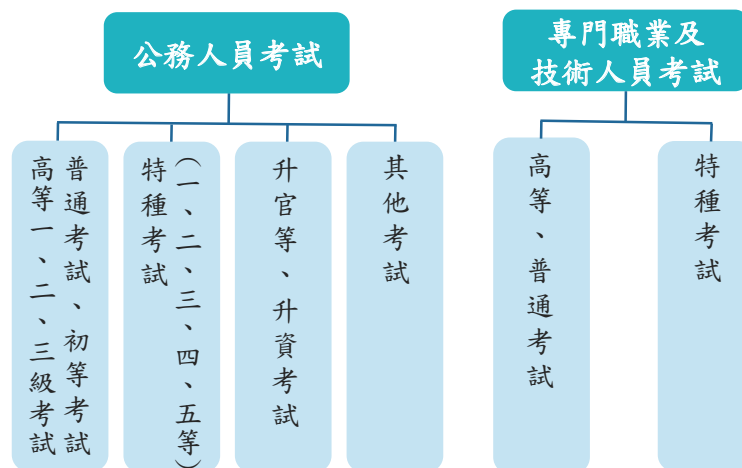 公務人員考試
高等一、二、三級考試
普通考試、初等考試
特種考試
（一、二、三、四、五等）
升官等、升資考試
其他考試
專門職業及
技術人員考試
高等、普通考試
特種考試